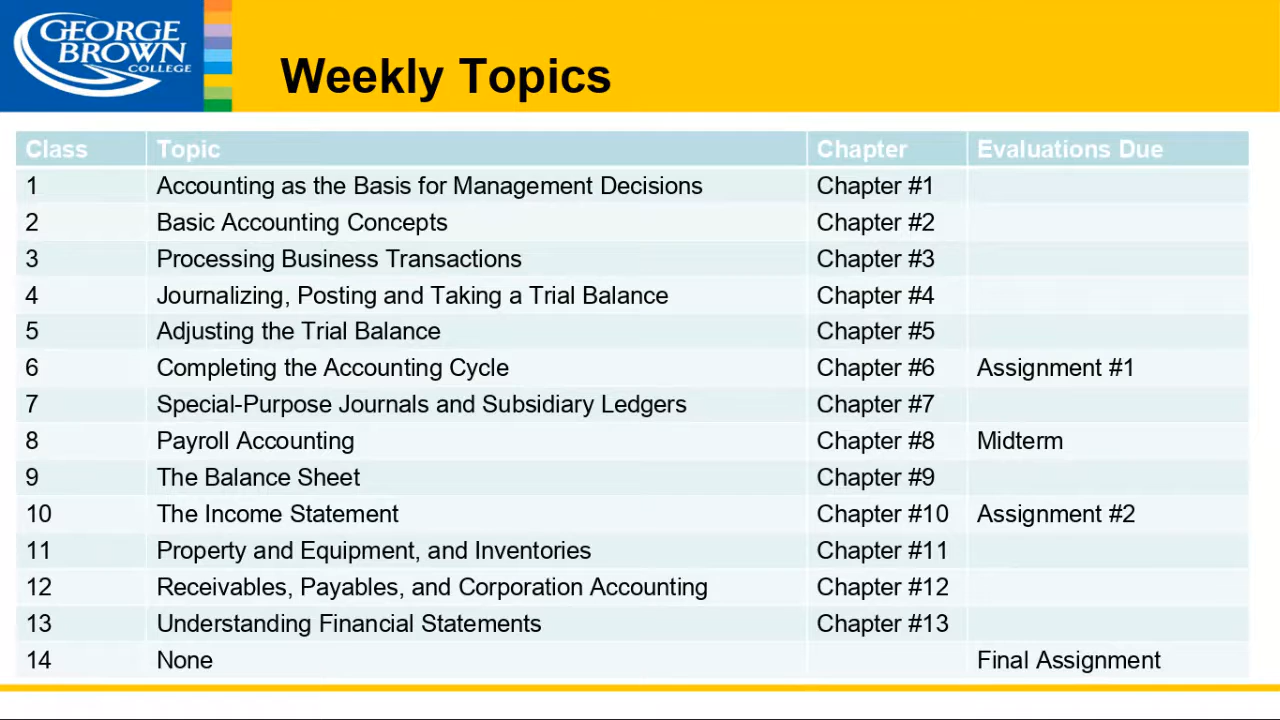 GEORGE
BROWN
COLLEGE
Weekly Topics
Class Topic Chapter Evaluations Due
1 Accounting as the Basis for Management Decisions Chapter #1
2 Basic Accounting Concepts Chapter #2
3 Processing Business Transactions Chapter #3
4 Journalizing, Posting and Taking a Trial Balance Chapter #4
5 Adjusting the Trial Balance Chapter #5
6 Completing the Accounting Cycle Chapter #6 Assignment #1
7 Special-Purpose Journals and Subsidiary Ledgers Chapter #7
8 Payroll Accounting Chapter #8 Midterm
9 The Balance Sheet Chapter #9
10 The Income Statement Chapter #10 Assignment #2
11 Property and Equipment, and Inventories Chapter #11
12 Receivables, Payables, and Corporation Accounting Chapter #12
13 Understanding Financial Statements Chapter #13
14 None Final Assignment